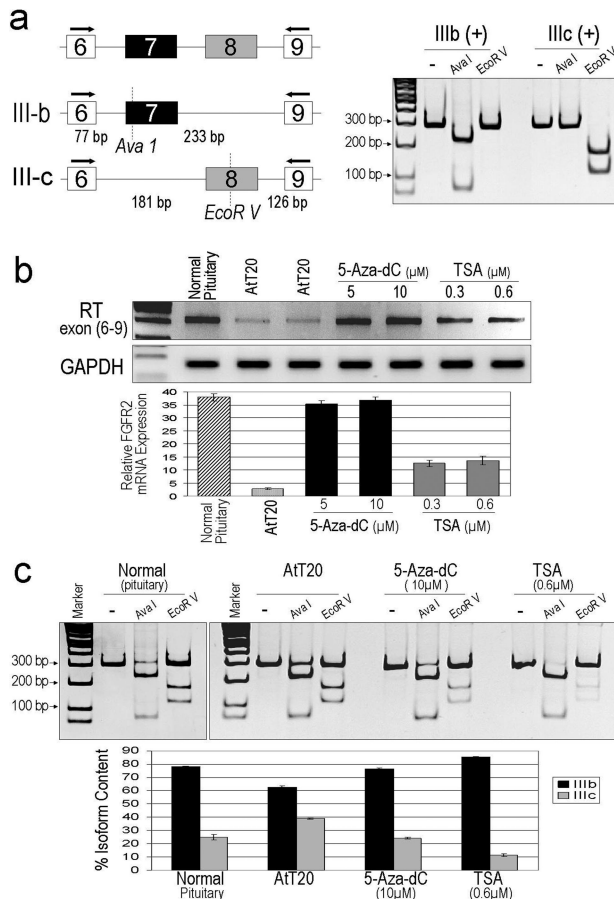 a
6 7 8 9
III-b 6 7 9
77 bp 233 bp
Ava 1
III-c 6 8 9
181 bp 126 bp
EcoR V
IIIb (+) IIIc (+)
- Ava I EcoR V - Ava I EcoR V
300 bp
200 bp
100 bp
b
Normal Pituitary AtT20 AtT20 5-Aza-dC (µM) TSA (µM)
5 10 0.3 0.6
RT
exon (6-9)
GAPDH
Relative FGFR2
mRNA Expression
40
35
30
25
20
15
10
5
0
5 10 0.3 0.6
Normal Pituitary AtT20 5-Aza-dC (µM) TSA (µM)
c
Marker Normal (pituitary) Marker AtT20 5-Aza-dC (10µM) TSA (0.6µM)
- Ava I EcoR V - Ava I EcoR V - Ava I EcoR V - Ava I EcoR V
300 bp
200 bp
100 bp
% Isoform Content
90
80
70
60
50
40
30
20
10
0
IIIb
IIIc
Normal AtT20 5-Aza-dC TSA
Pituitary (10µM) (0.6µM)